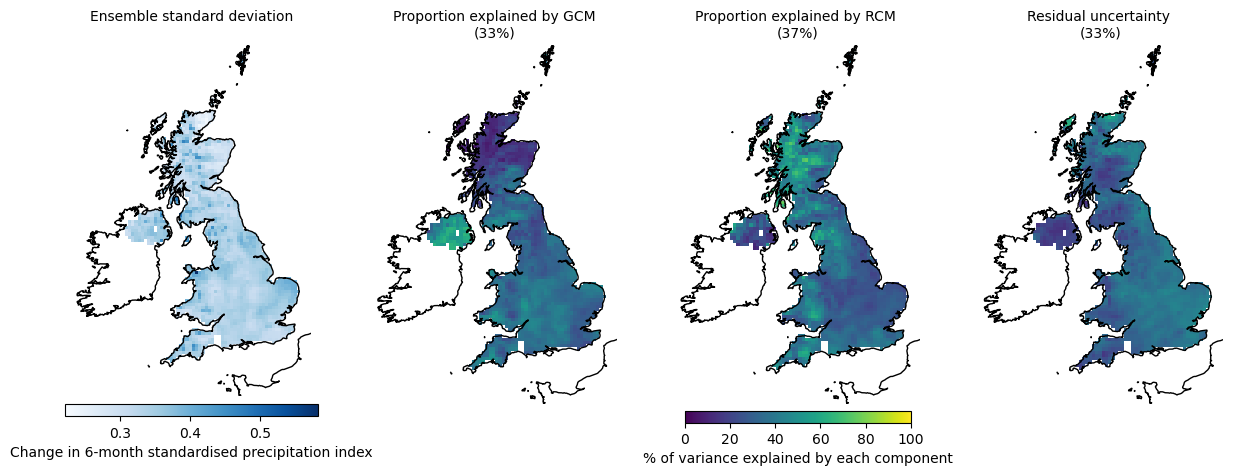 Ensemble standard deviation
Proportion explained by GCM
(33%)
Proportion explained by RCM
(37%)
Residual uncertainty
(33%)
0.3 0.4 0.5
Change in 6-month standardised precipitation index
0 20 40 60 80 100
% of variance explained by each component